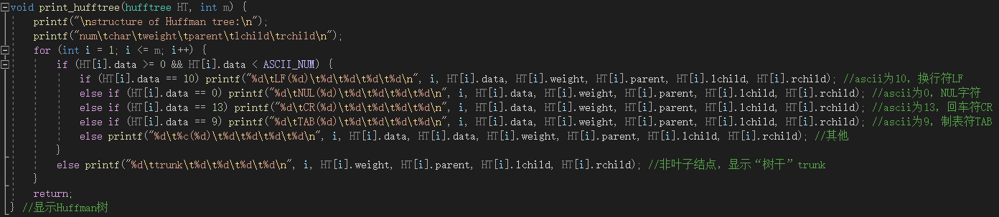 void print_hufftree(hufftree HT, int m) {
    printf("\nstructure of Huffman tree:\n");
    printf("num\tchar\tweight\tparent\tlchild\trchild\n");
    for (int i = 1; i <= m; i++) {
        if (HT[i].data >= 0 && HT[i].data < ASCII_NUM) {
            if (HT[i].data == 10) printf("%d\tLF(%d)\t%d\t%d\t%d\t%d\n", i, HT[i].data, HT[i].weight, HT[i].parent, HT[i].lchild, HT[i].rchild); //ascii为10，换行符LF
            else if (HT[i].data == 0) printf("%d\tNUL(%d)\t%d\t%d\t%d\t%d\n", i, HT[i].data, HT[i].weight, HT[i].parent, HT[i].lchild, HT[i].rchild); //ascii为0，NUL字符
            else if (HT[i].data == 13) printf("%d\tCR(%d)\t%d\t%d\t%d\t%d\n", i, HT[i].data, HT[i].weight, HT[i].parent, HT[i].lchild, HT[i].rchild); //ascii为13，回车符CR
            else if (HT[i].data == 9) printf("%d\tTAB(%d)\t%d\t%d\t%d\t%d\n", i, HT[i].data, HT[i].weight, HT[i].parent, HT[i].lchild, HT[i].rchild); //ascii为9，制表符TAB
            else printf("%d\t%c(%d)\t%d\t%d\t%d\t%d\n", i, HT[i].data, HT[i].data, HT[i].weight, HT[i].parent, HT[i].lchild, HT[i].rchild); //其他
        }
        else printf("%d\ttrunk\t%d\t%d\t%d\t%d\n", i, HT[i].weight, HT[i].parent, HT[i].lchild, HT[i].rchild); //非叶子结点，显示“树干”trunk
    }
    return;
} //显示Huffman树